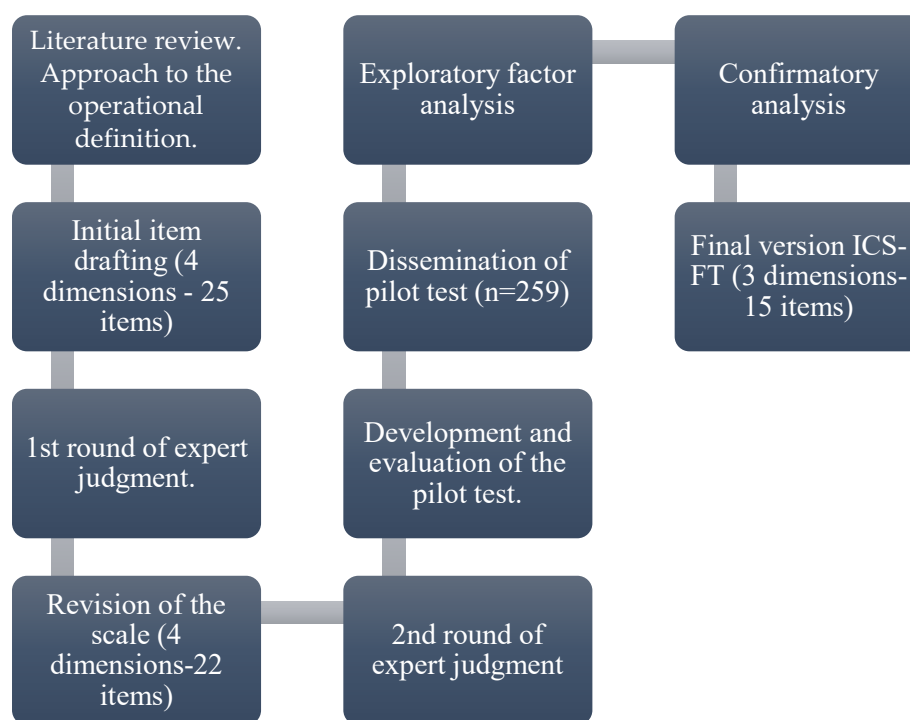 Literature review.
Approach to the
operational
definition.
Initial item
drafting (4
dimensions - 25
items)
1st round of expert
judgment.
Revision of the
scale (4
dimensions-22
items)
2nd round of
expert judgment
Development and
evaluation of the
pilot test.
Dissemination of
pilot test (n=259)
Exploratory factor
analysis
Confirmatory
analysis
Final version ICS-
FT (3 dimensions-
15 items)